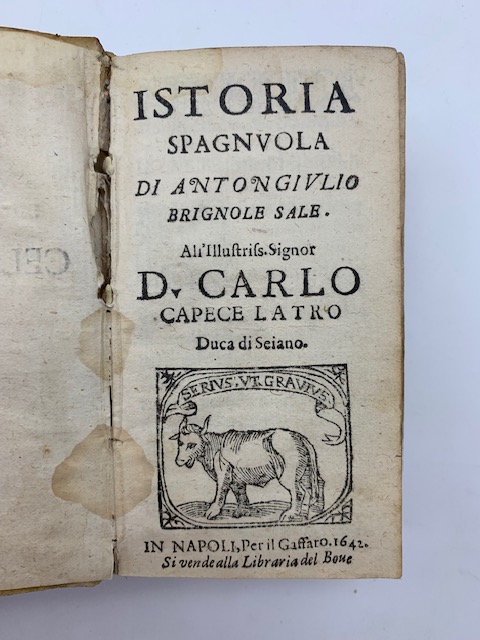 ISTORIA
SPAGNVOLA
DI ANTONGIVLIO
BRIGNOLE SALE.
All'Illuſtriſs. Signor
D. CARLO
CAPECE LATRO
Duca di Seiano.
SERIVS. VT. GRAVIVS.
IN NAPOLI, Per il Gaffaro. 1642.
Si vende alla Libraria del Boue